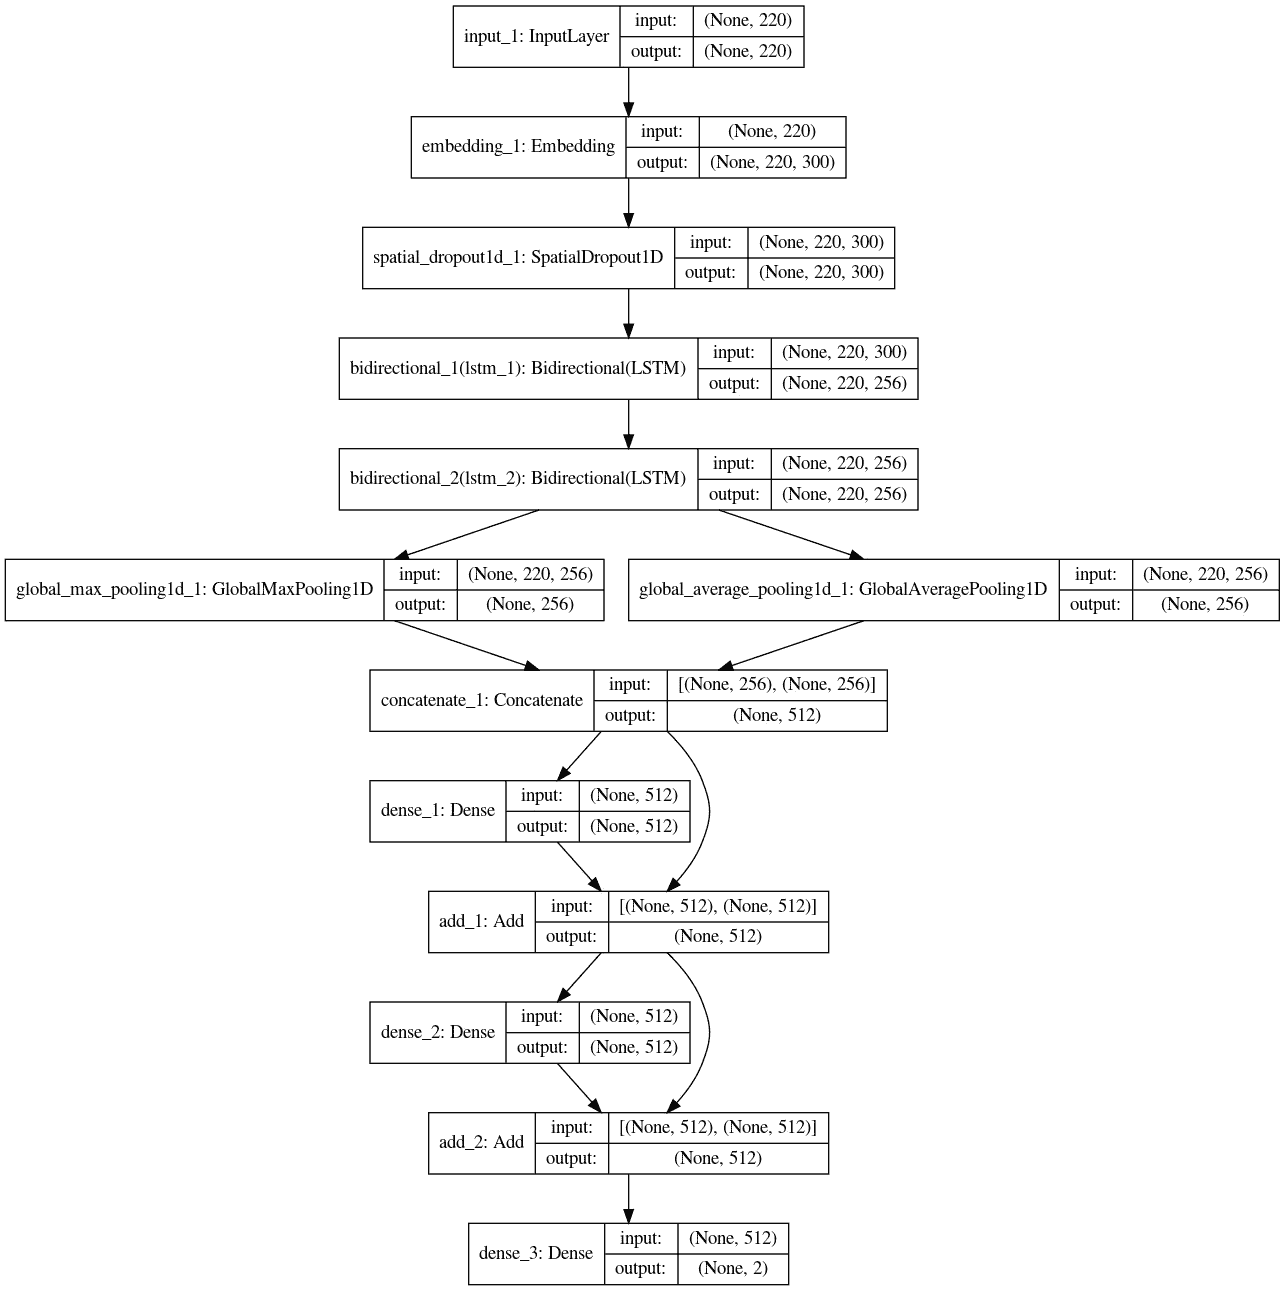 input_1: InputLayer
input: (None, 220)
output: (None, 220)
embedding_1: Embedding
input: (None, 220)
output: (None, 220, 300)
spatial_dropout1d_1: SpatialDropout1D
input: (None, 220, 300)
output: (None, 220, 300)
bidirectional_1(lstm_1): Bidirectional(LSTM)
input: (None, 220, 300)
output: (None, 220, 256)
bidirectional_2(lstm_2): Bidirectional(LSTM)
input: (None, 220, 256)
output: (None, 220, 256)
global_max_pooling1d_1: GlobalMaxPooling1D
input: (None, 220, 256)
output: (None, 256)
global_average_pooling1d_1: GlobalAveragePooling1D
input: (None, 220, 256)
output: (None, 256)
concatenate_1: Concatenate
input: [(None, 256), (None, 256)]
output: (None, 512)
dense_1: Dense
input: (None, 512)
output: (None, 512)
add_1: Add
input: [(None, 512), (None, 512)]
output: (None, 512)
dense_2: Dense
input: (None, 512)
output: (None, 512)
add_2: Add
input: [(None, 512), (None, 512)]
output: (None, 512)
dense_3: Dense
input: (None, 512)
output: (None, 2)